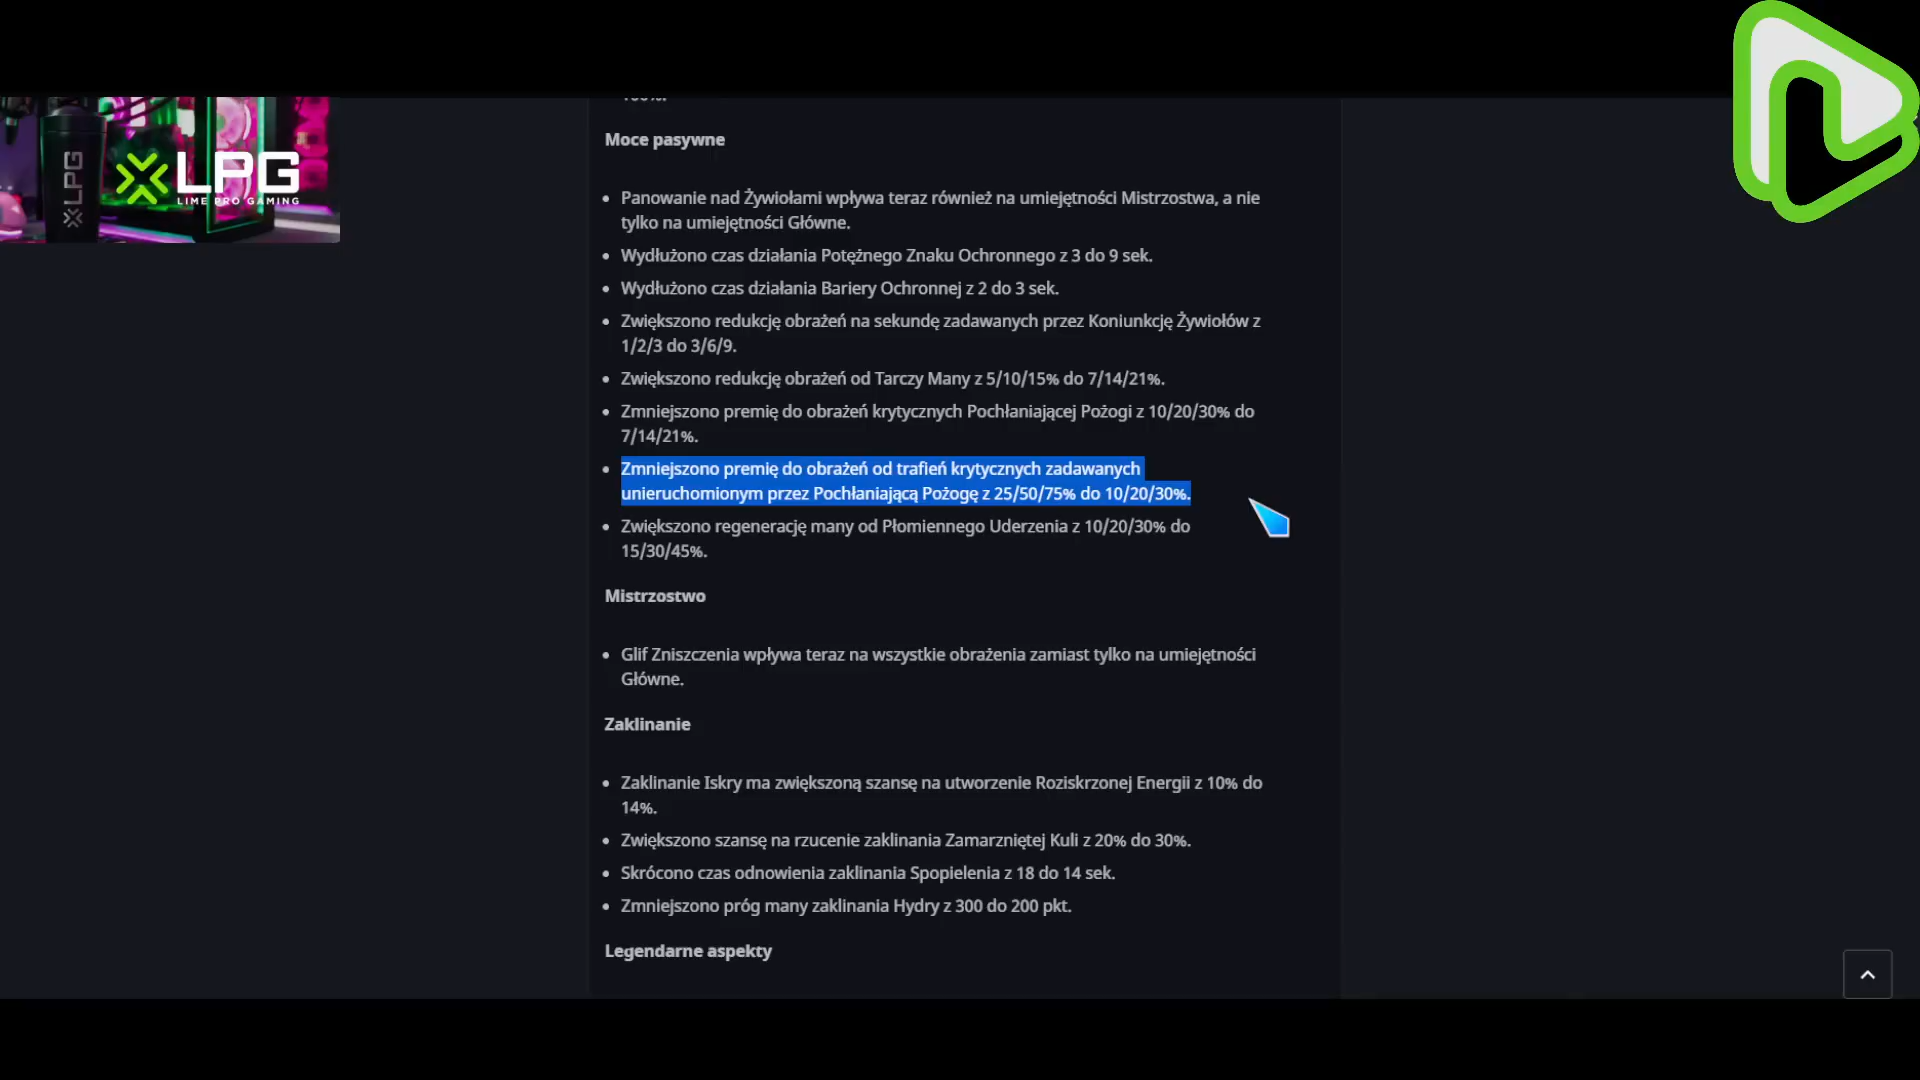 100%.
Moce pasywne
Panowanie nad Żywiołami wpływa teraz również na umiejętności Mistrzostwa, a nie
tylko na umiejętności Główne.
Wydłużono czas działania Potężnego Znaku Ochronnego z 3 do 9 sek.
Wydłużono czas działania Bariery Ochronnej z 2 do 3 sek.
Zwiększono redukcję obrażeń na sekundę zadawanych przez Koniunkcję Żywiołów z
1/2/3 do 3/6/9.
Zwiększono redukcję obrażeń od Tarczy Many z 5/10/15% do 7/14/21%.
Zmniejszono premię do obrażeń krytycznych Pochłaniającej Pożogi z 10/20/30% do
7/14/21%.
Zmniejszono premię do obrażeń od trafień krytycznych zadawanych
unieruchomionym przez Pochłaniającą Pożogę z 25/50/75% do 10/20/30%.
Zwiększono regenerację many od Płomiennego Uderzenia z 10/20/30% do
15/30/45%.
Mistrzostwo
Glif Zniszczenia wpływa teraz na wszystkie obrażenia zamiast tylko na umiejętności
Główne.
Zaklinanie
Zaklinanie Iskry ma zwiększoną szansę na utworzenie Roziskrzonej Energii z 10% do
14%.
Zwiększono szansę na rzucenie zaklinania Zamarzniętej Kuli z 20% do 30%.
Skrócono czas odnowienia zaklinania Spopielenia z 18 do 14 sek.
Zmniejszono próg many zaklinania Hydry z 300 do 200 pkt.
Legendarne aspekty
LPG
LPG
LIME PRO GAMING